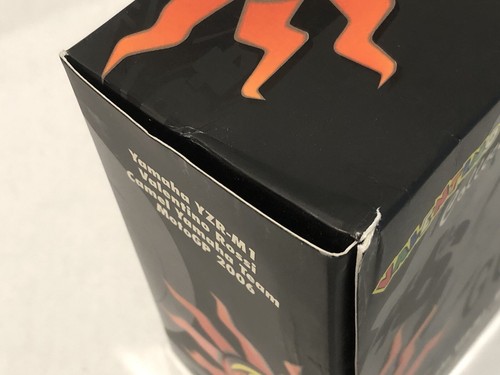 Yamaha YZR-M1
Valentino Rossi
Camel Yamaha Team
MotoGP 2006